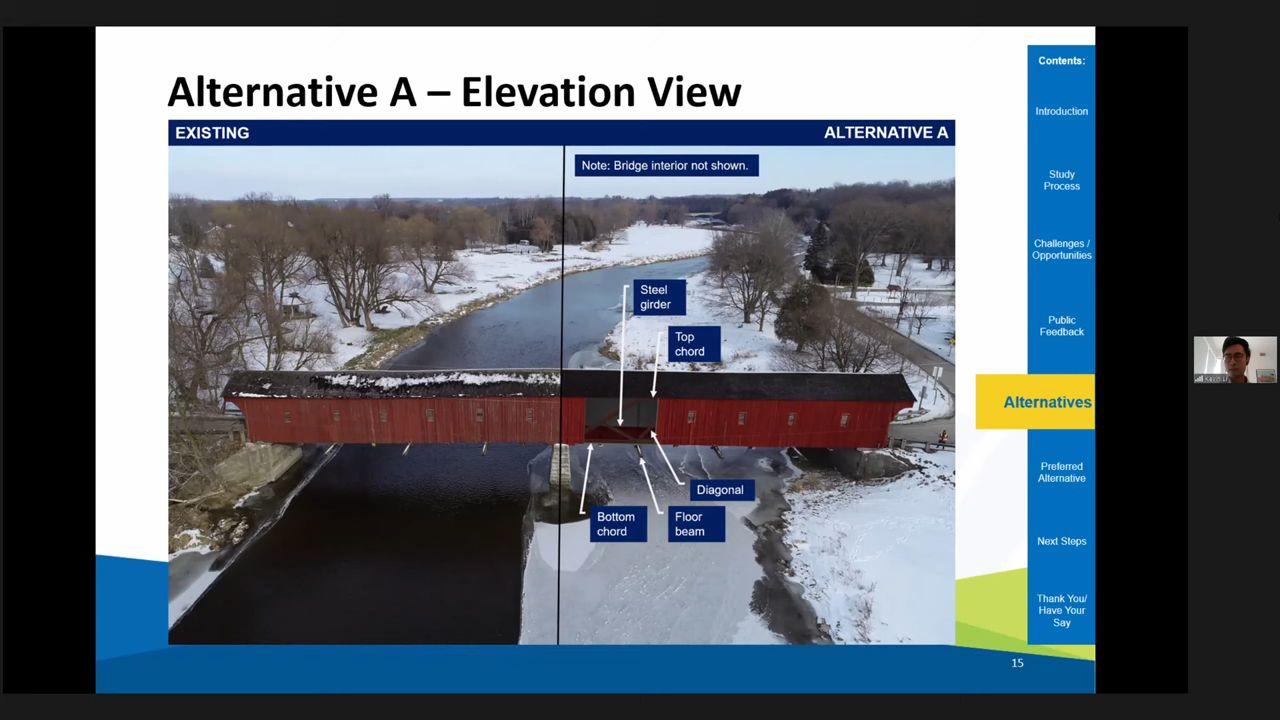 Alternative A – Elevation View
EXISTING
ALTERNATIVE A
Note: Bridge interior not shown.
Steel
girder
Top
chord
Diagonal
Bottom
chord
Floor
beam
Contents:
Introduction
Study
Process
Challenges /
Opportunities
Public
Feedback
Alternatives
Preferred
Alternative
Next Steps
Thank You/
Have Your
Say
15